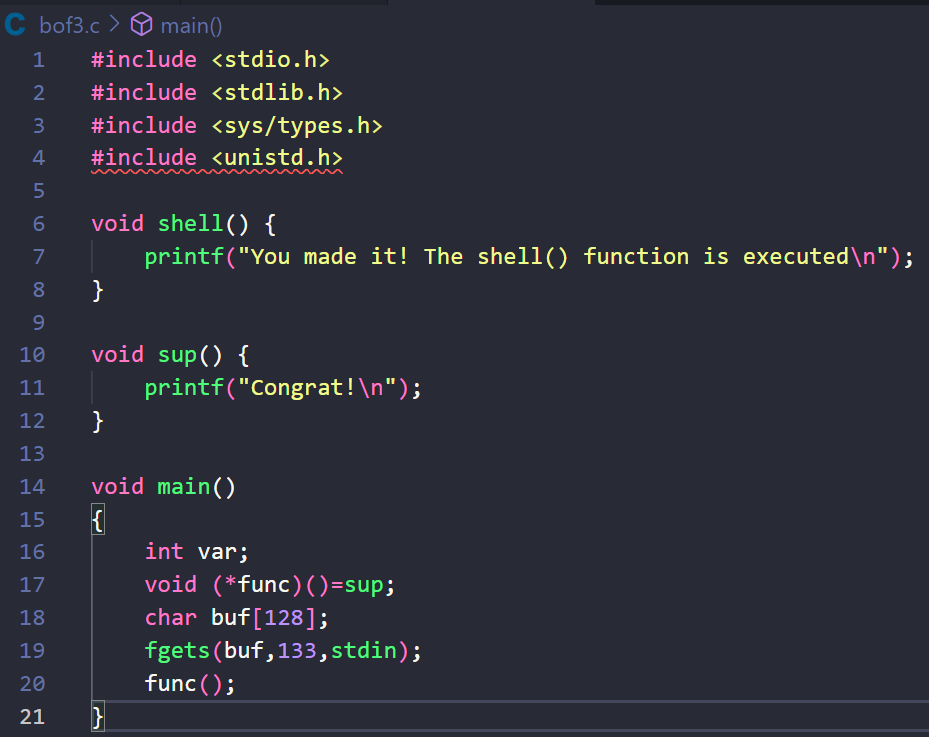 bof3.c > main()
1 #include <stdio.h>
2 #include <stdlib.h>
3 #include <sys/types.h>
4 #include <unistd.h>
5
6 void shell() {
7     printf("You made it! The shell() function is executed\n");
8 }
9
10 void sup() {
11     printf("Congrat!\n");
12 }
13
14 void main()
15 {
16     int var;
17     void (*func)()=sup;
18     char buf[128];
19     fgets(buf,133,stdin);
20     func();
21 }